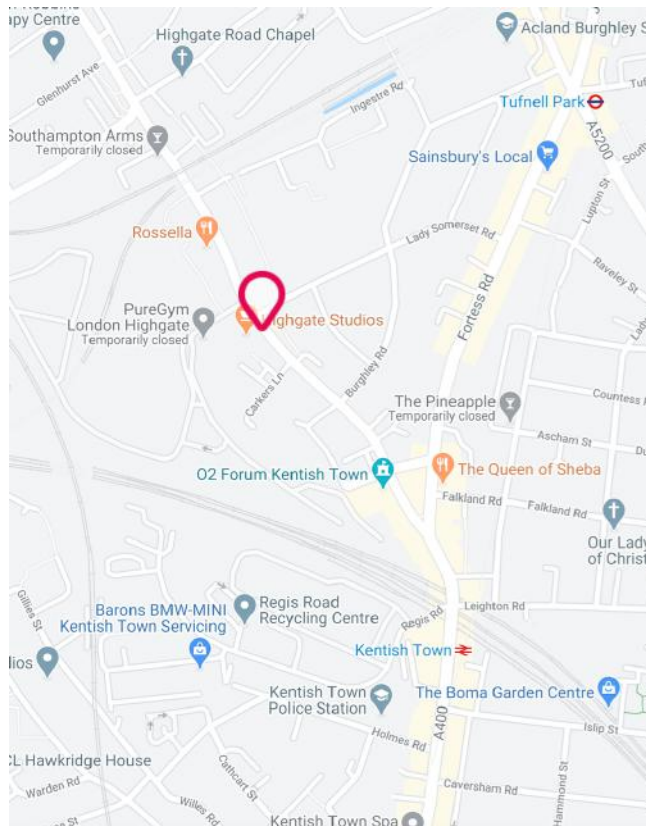 apy Centre
Highgate Road Chapel
Acland Burghley S
Glenhurst Ave
Ingestre Rd
Tufnell Park
Tuf
A5200
Southampton Arms
Temporarily closed
Sainsbury's Local
Lupton St
Rossella
Lady Somerset Rd
Raveley St
Fortess Rd
PureGym
London Highgate
Temporarily closed
Highgate Studios
Burghley Rd
Carkers Ln
The Pineapple
Temporarily closed
Countess
Ascham St
O2 Forum Kentish Town
The Queen of Sheba
Falkland Rd
Falkland Rd
Our Lady
of Christ
Gillies St
Barons BMW-MINI
Kentish Town Servicing
Regis Road
Recycling Centre
Regis Rd
Leighton Rd
Kentish Town
dios
Kentish Town
Police Station
The Boma Garden Centre
A400
Islip St
Holmes Rd
CL Hawkridge House
Warden Rd
Cathcart St
Caversham Rd
Hammond St
Willes Rd
Kentish Town Spa